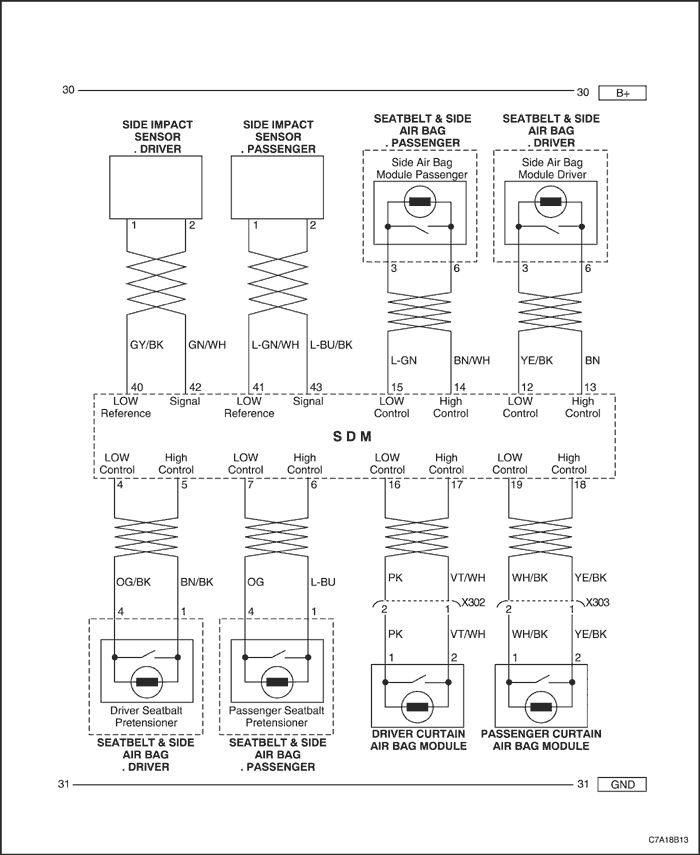 30
30 B+
SIDE IMPACT
SENSOR
. DRIVER
SIDE IMPACT
SENSOR
. PASSENGER
SEATBELT & SIDE
AIR BAG
. PASSENGER
SEATBELT & SIDE
AIR BAG
. DRIVER
Side Air Bag
Module Passenger
Side Air Bag
Module Driver
1 2 1 2
3 6 3 6
GY/BK GN/WH L-GN/WH L-BU/BK
L-GN BN/WH YE/BK BN
40 42 41 43 15 14 12 13
LOW
Reference
Signal
LOW
Reference
Signal
LOW
Control
High
Control
LOW
Control
High
Control
SDM
LOW
Control
High
Control
LOW
Control
High
Control
LOW
Control
High
Control
LOW
Control
High
Control
4 5 7 6 16 17 19 18
OG/BK BN/BK OG L-BU PK VT/WH WH/BK YE/BK
4 1 4 1 2 1 X302 2 1 X303
PK VT/WH WH/BK YE/BK
1 2 1 2
Driver Seatbalt
Pretensioner
Passenger Seatbalt
Pretensioner
SEATBELT & SIDE
AIR BAG
. DRIVER
SEATBELT & SIDE
AIR BAG
. PASSENGER
DRIVER CURTAIN
AIR BAG MODULE
PASSENGER CURTAIN
AIR BAG MODULE
31
31 GND
C7A18B13